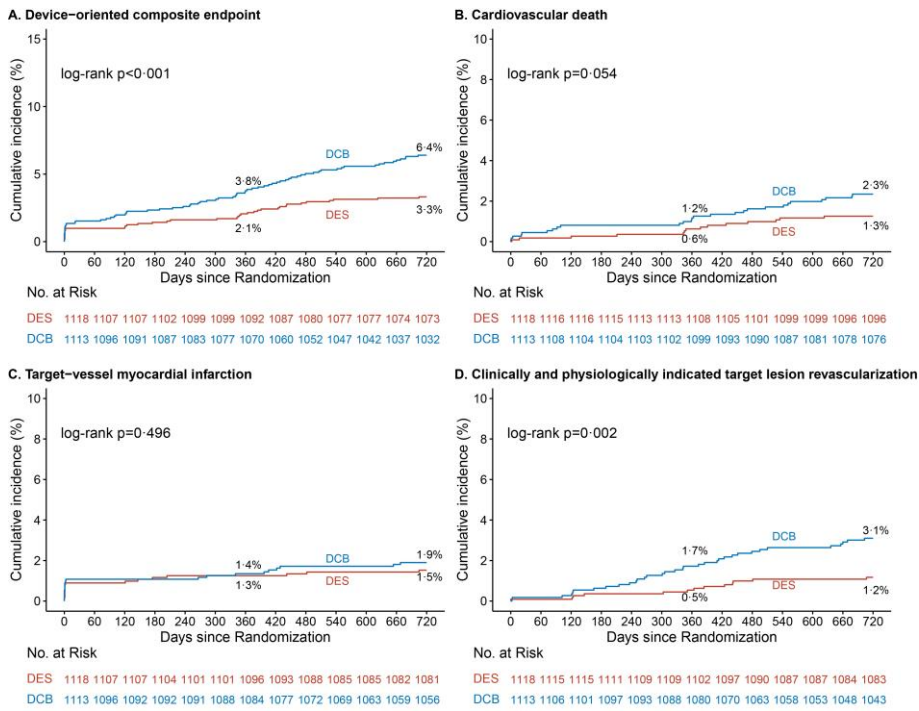 A. Device-oriented composite endpoint
15
10
5
0
Cumulative incidence (%)
log-rank p<0·001
DCB
DES
3·8%
2·1%
6·4%
3·3%
0 60 120 180 240 300 360 420 480 540 600 660 720
Days since Randomization
No. at Risk
DES 1118 1107 1107 1102 1099 1099 1092 1087 1080 1077 1077 1074 1073
DCB 1113 1096 1091 1087 1083 1077 1070 1060 1052 1047 1042 1037 1032
B. Cardiovascular death
10
8
6
4
2
0
Cumulative incidence (%)
log-rank p=0·054
DCB
DES
1·2%
0·6%
2·3%
1·3%
0 60 120 180 240 300 360 420 480 540 600 660 720
Days since Randomization
No. at Risk
DES 1118 1116 1116 1115 1113 1113 1108 1105 1101 1099 1099 1096 1096
DCB 1113 1108 1104 1104 1103 1102 1099 1093 1090 1087 1081 1078 1076
C. Target-vessel myocardial infarction
10
8
6
4
2
0
Cumulative incidence (%)
log-rank p=0·496
DCB
DES
1·4%
1·3%
1·9%
1·5%
0 60 120 180 240 300 360 420 480 540 600 660 720
Days since Randomization
No. at Risk
DES 1118 1107 1107 1104 1101 1101 1096 1093 1088 1085 1085 1082 1081
DCB 1113 1096 1092 1092 1091 1088 1084 1077 1072 1069 1063 1059 1056
D. Clinically and physiologically indicated target lesion revascularization
10
8
6
4
2
0
Cumulative incidence (%)
log-rank p=0·002
DCB
DES
1·7%
0·5%
3·1%
1·2%
0 60 120 180 240 300 360 420 480 540 600 660 720
Days since Randomization
No. at Risk
DES 1118 1115 1115 1111 1109 1109 1102 1097 1090 1087 1087 1084 1083
DCB 1113 1106 1101 1097 1093 1088 1080 1070 1063 1058 1053 1048 1043